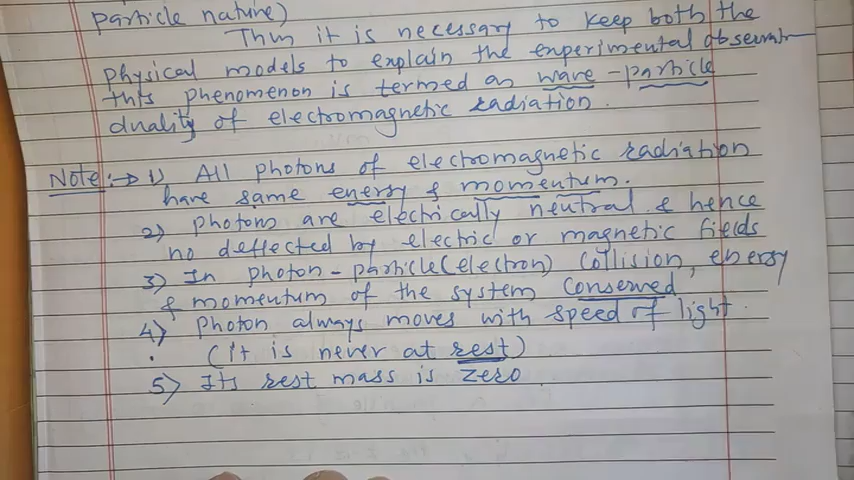 particle nature)
Thus it is necessary to keep both the
physical models to explain the experimental observat
this phenomenon is termed as wave-particle
duality of electromagnetic radiation.
Note:→ 1) All photons of electromagnetic radiation
have same energy & momentum.
2) photons are electrically neutral & hence
no deflected by electric or magnetic fields
3) In photon-particle(electron) collision, energy
& momentum of the system conserved
4) photon always moves with speed of light.
(it is never at rest)
5) Its rest mass is zero